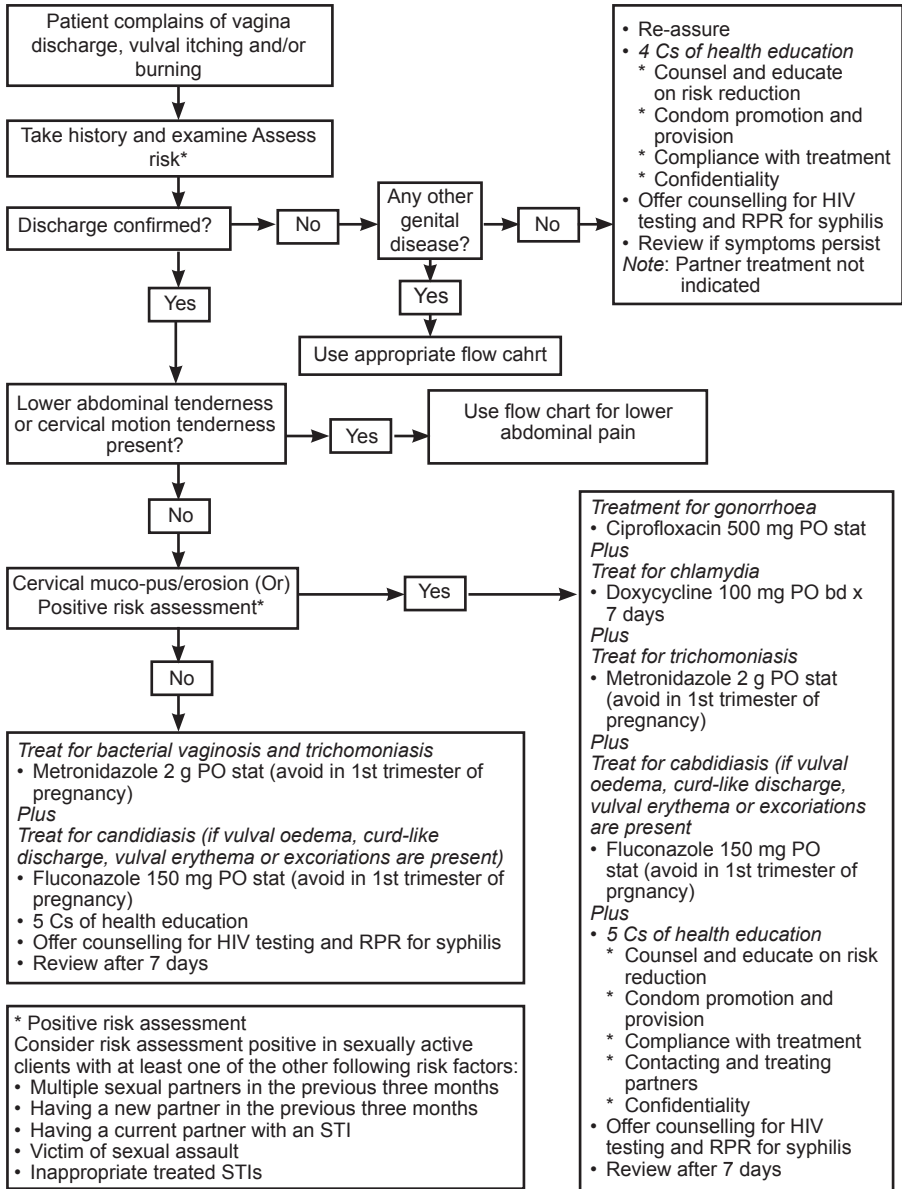 Patient complains of vagina
discharge, vulval itching and/or
burning
Take history and examine Assess
risk*
Discharge confirmed?
No
Any other
genital
disease?
No
• Re-assure
• 4 Cs of health education
* Counsel and educate
on risk reduction
* Condom promotion and
provision
* Compliance with treatment
* Confidentiality
• Offer counselling for HIV
testing and RPR for syphilis
• Review if symptoms persist
Note: Partner treatment not
indicated
Yes
Yes
Use appropriate flow cahrt
Lower abdominal tenderness
or cervical motion tenderness
present?
Yes
Use flow chart for lower
abdominal pain
No
Cervical muco-pus/erosion (Or)
Positive risk assessment*
Yes
Treatment for gonorrhoea
• Ciprofloxacin 500 mg PO stat
Plus
Treat for chlamydia
• Doxycycline 100 mg PO bd x
7 days
Plus
Treat for trichomoniasis
• Metronidazole 2 g PO stat
(avoid in 1st trimester of
pregnancy)
Plus
Treat for cabdidiasis (if vulval
oedema, curd-like discharge,
vulval erythema or excoriations
are present
• Fluconazole 150 mg PO
stat (avoid in 1st trimester of
prgnancy)
Plus
• 5 Cs of health education
* Counsel and educate on risk
reduction
* Condom promotion and
provision
* Compliance with treatment
* Contacting and treating
partners
* Confidentiality
• Offer counselling for HIV
testing and RPR for syphilis
• Review after 7 days
No
Treat for bacterial vaginosis and trichomoniasis
• Metronidazole 2 g PO stat (avoid in 1st trimester of
pregnancy)
Plus
Treat for candidiasis (if vulval oedema, curd-like
discharge, vulval erythema or excoriations are present)
• Fluconazole 150 mg PO stat (avoid in 1st trimester of
pregnancy)
• 5 Cs of health education
• Offer counselling for HIV testing and RPR for syphilis
• Review after 7 days
* Positive risk assessment
Consider risk assessment positive in sexually active
clients with at least one of the other following risk factors:
• Multiple sexual partners in the previous three months
• Having a new partner in the previous three months
• Having a current partner with an STI
• Victim of sexual assault
• Inappropriate treated STIs